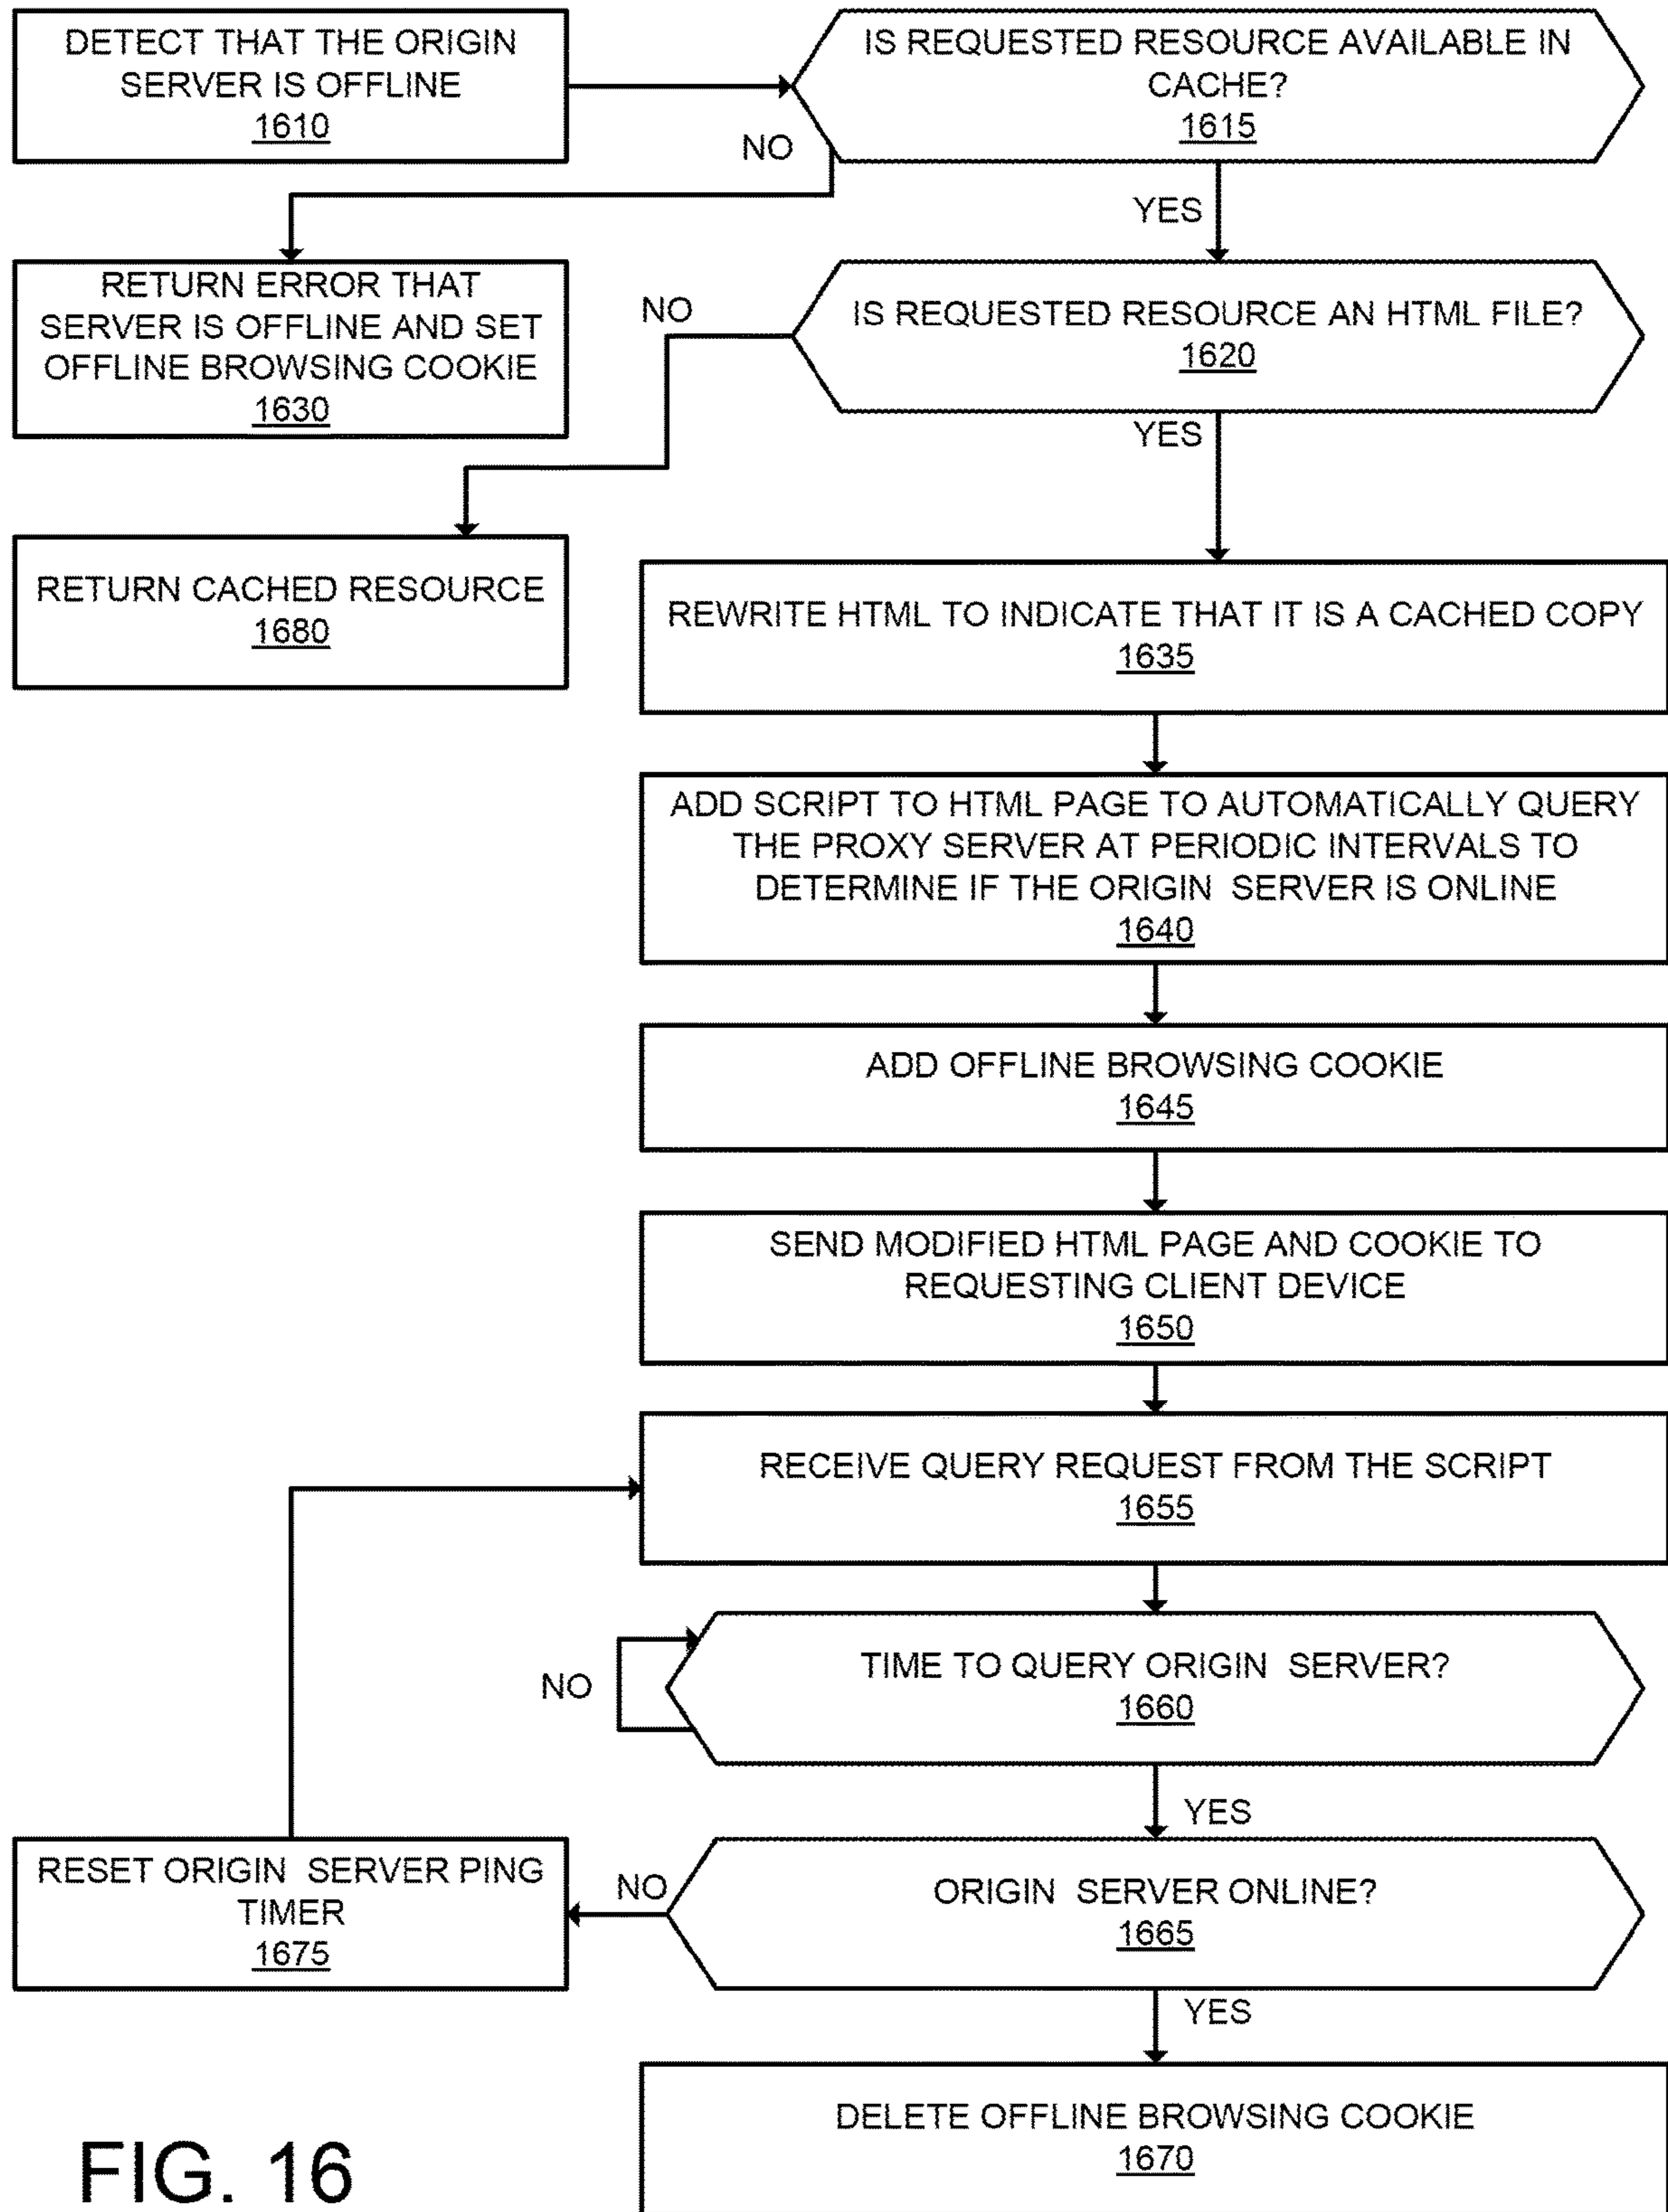 DETECT THAT THE ORIGIN
SERVER IS OFFLINE
1610
IS REQUESTED RESOURCE AVAILABLE IN
CACHE?
1615
NO
YES
RETURN ERROR THAT
SERVER IS OFFLINE AND SET
OFFLINE BROWSING COOKIE
1630
NO
IS REQUESTED RESOURCE AN HTML FILE?
1620
YES
RETURN CACHED RESOURCE
1680
REWRITE HTML TO INDICATE THAT IT IS A CACHED COPY
1635
ADD SCRIPT TO HTML PAGE TO AUTOMATICALLY QUERY
THE PROXY SERVER AT PERIODIC INTERVALS TO
DETERMINE IF THE ORIGIN SERVER IS ONLINE
1640
ADD OFFLINE BROWSING COOKIE
1645
SEND MODIFIED HTML PAGE AND COOKIE TO
REQUESTING CLIENT DEVICE
1650
RECEIVE QUERY REQUEST FROM THE SCRIPT
1655
TIME TO QUERY ORIGIN SERVER?
1660
NO
YES
RESET ORIGIN SERVER PING
TIMER
1675
NO
ORIGIN SERVER ONLINE?
1665
YES
DELETE OFFLINE BROWSING COOKIE
1670
FIG. 16